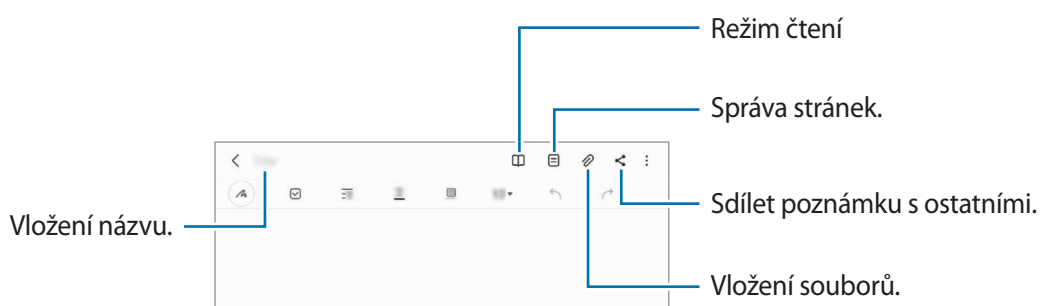 Režim čtení
Správa stránek.
Sdílet poznámku s ostatními.
Vložení názvu.
Vložení souborů.